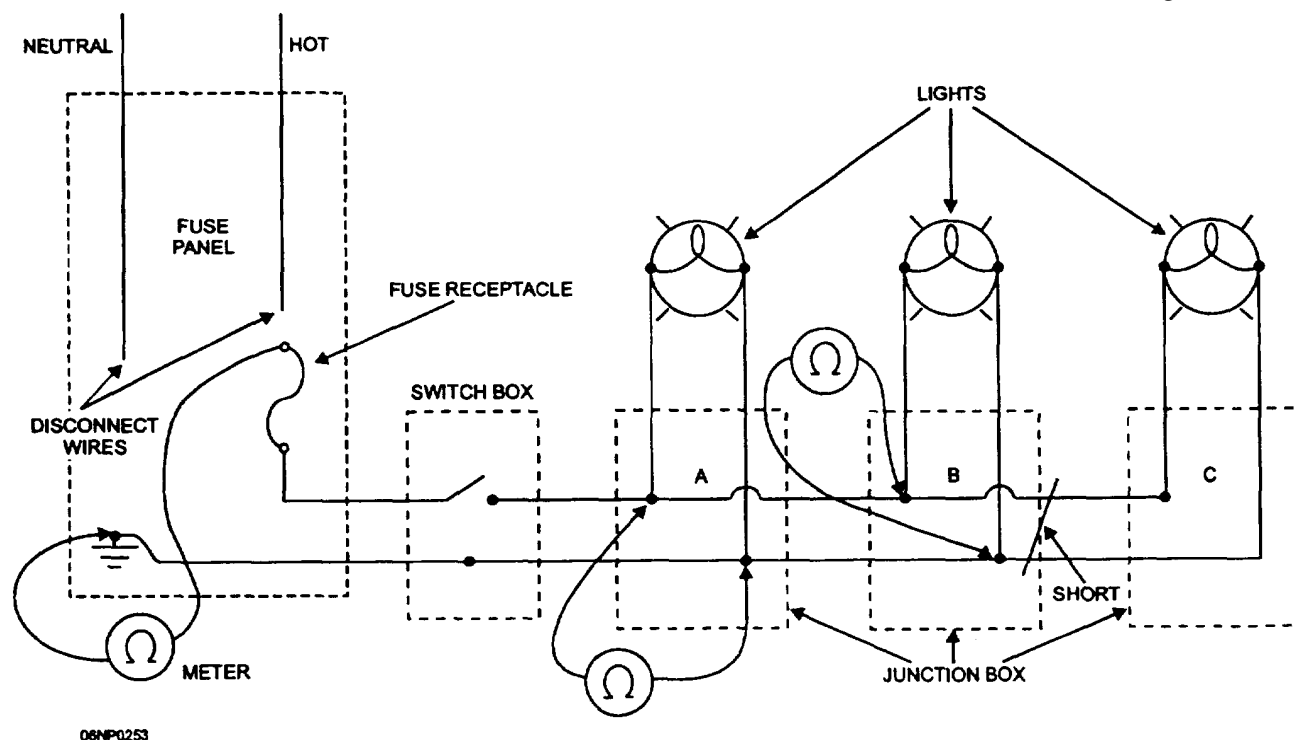 NEUTRAL
HOT
LIGHTS
FUSE
PANEL
FUSE RECEPTACLE
SWITCH BOX
DISCONNECT
WIRES
A
B
C
Ω
SHORT
Ω
METER
Ω
JUNCTION BOX
06NP0253